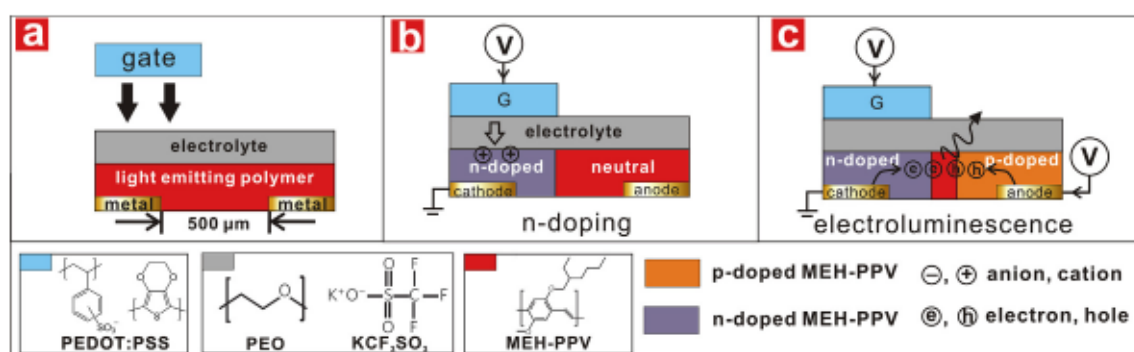 a
gate
electrolyte
light emitting polymer
metal
metal
500 µm
b
V
G
electrolyte
+ +
n-doped
neutral
cathode
anode
n-doping
c
V
G
n-doped
p-doped
V
e e h h
cathode
anode
electroluminescence
SO₃⁻
O
O
S
PEDOT:PSS
O
PEO
K⁺O⁻
O
S
O
C
F
F
F
KCF₃SO₃
O
O
MEH-PPV
p-doped MEH-PPV
n-doped MEH-PPV
−, + anion, cation
e, h electron, hole